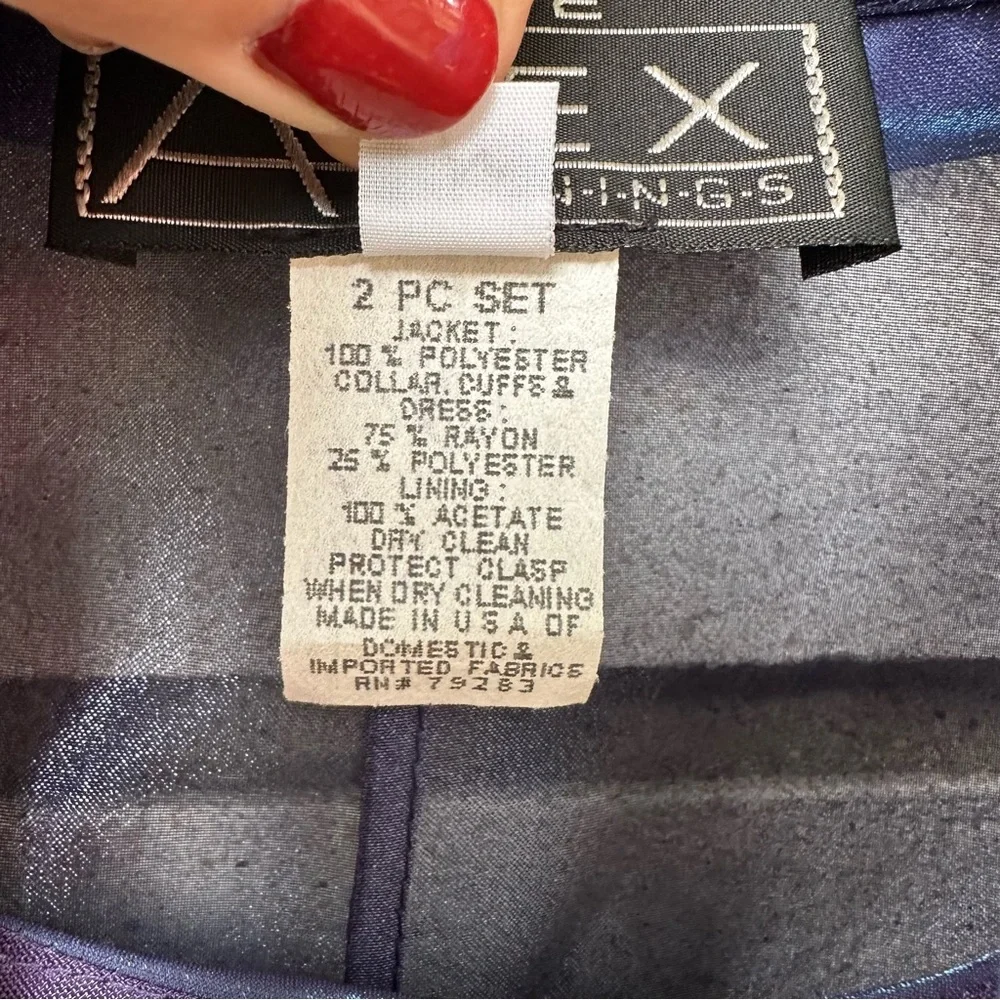 E
A EX
N·I·N·G·S
2 PC SET
JACKET:
100 % POLYESTER
COLLAR, CUFFS &
DRESS:
75 % RAYON
25 % POLYESTER
LINING:
100 % ACETATE
DRY CLEAN
PROTECT CLASP
WHEN DRY CLEANING
MADE IN U S A OF
DOMESTIC &
IMPORTED FABRICS
RN# 79283